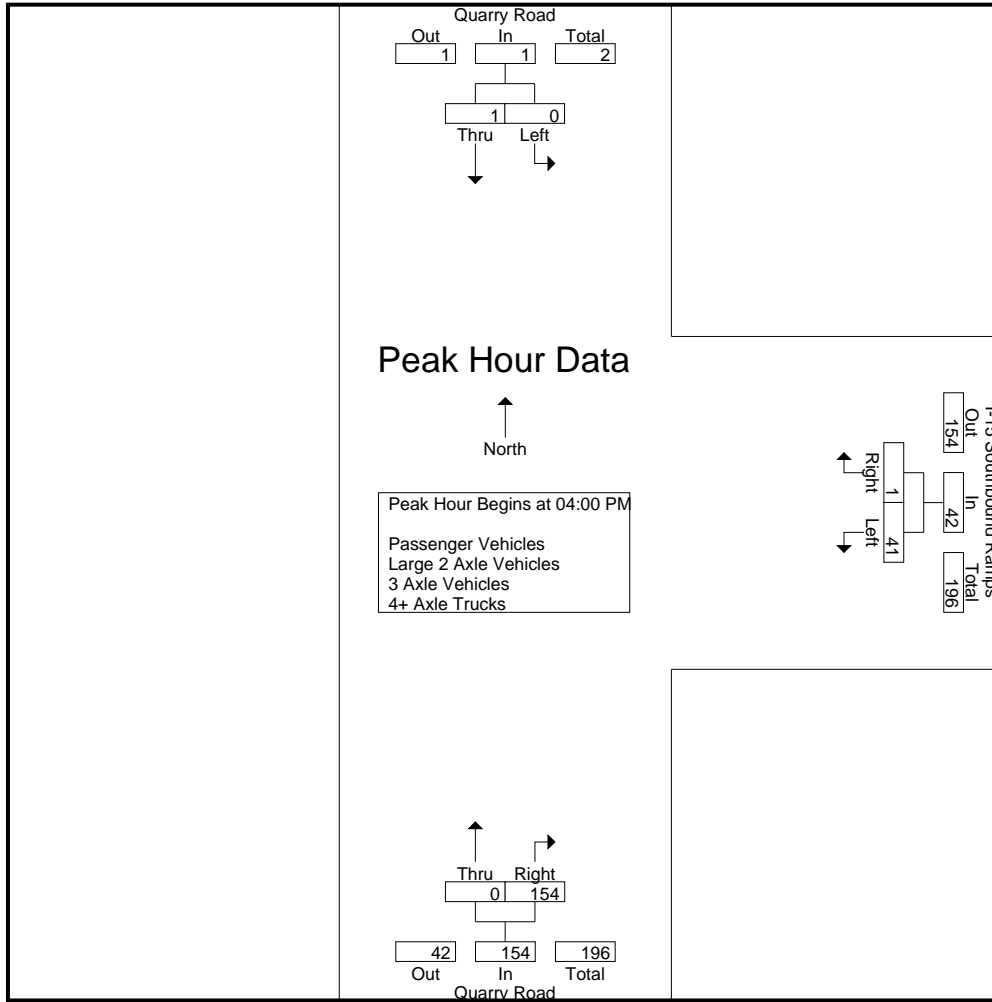 Quarry Road
Out In Total
1 1 2
1 0
Thru Left
Peak Hour Data
North
Peak Hour Begins at 04:00 PM
Passenger Vehicles
Large 2 Axle Vehicles
3 Axle Vehicles
4+ Axle Trucks
I-15 Southbound Ramps
Out In Total
154 42 196
1 41
Right Left
Thru Right
0 154
42 154 196
Out In Total
Quarry Road